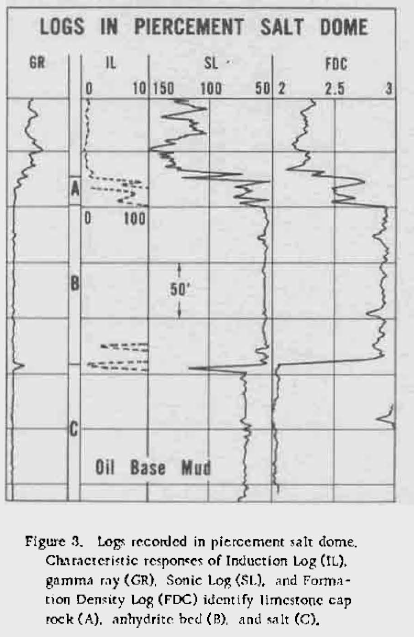 LOGS IN PIERCEMENT SALT DOME
GR IL SL FDC
0 10 150 100 50 2 2.5 3
A
0 100
B
50'
C
Oil Base Mud
Figure 3. Logs recorded in piercement salt dome.
Characteristic responses of Induction Log (IL),
gamma ray (GR), Sonic Log (SL), and Forma-
tion Density Log (FDC) identify limestone cap
rock (A), anhydrite bed (B), and salt (C).